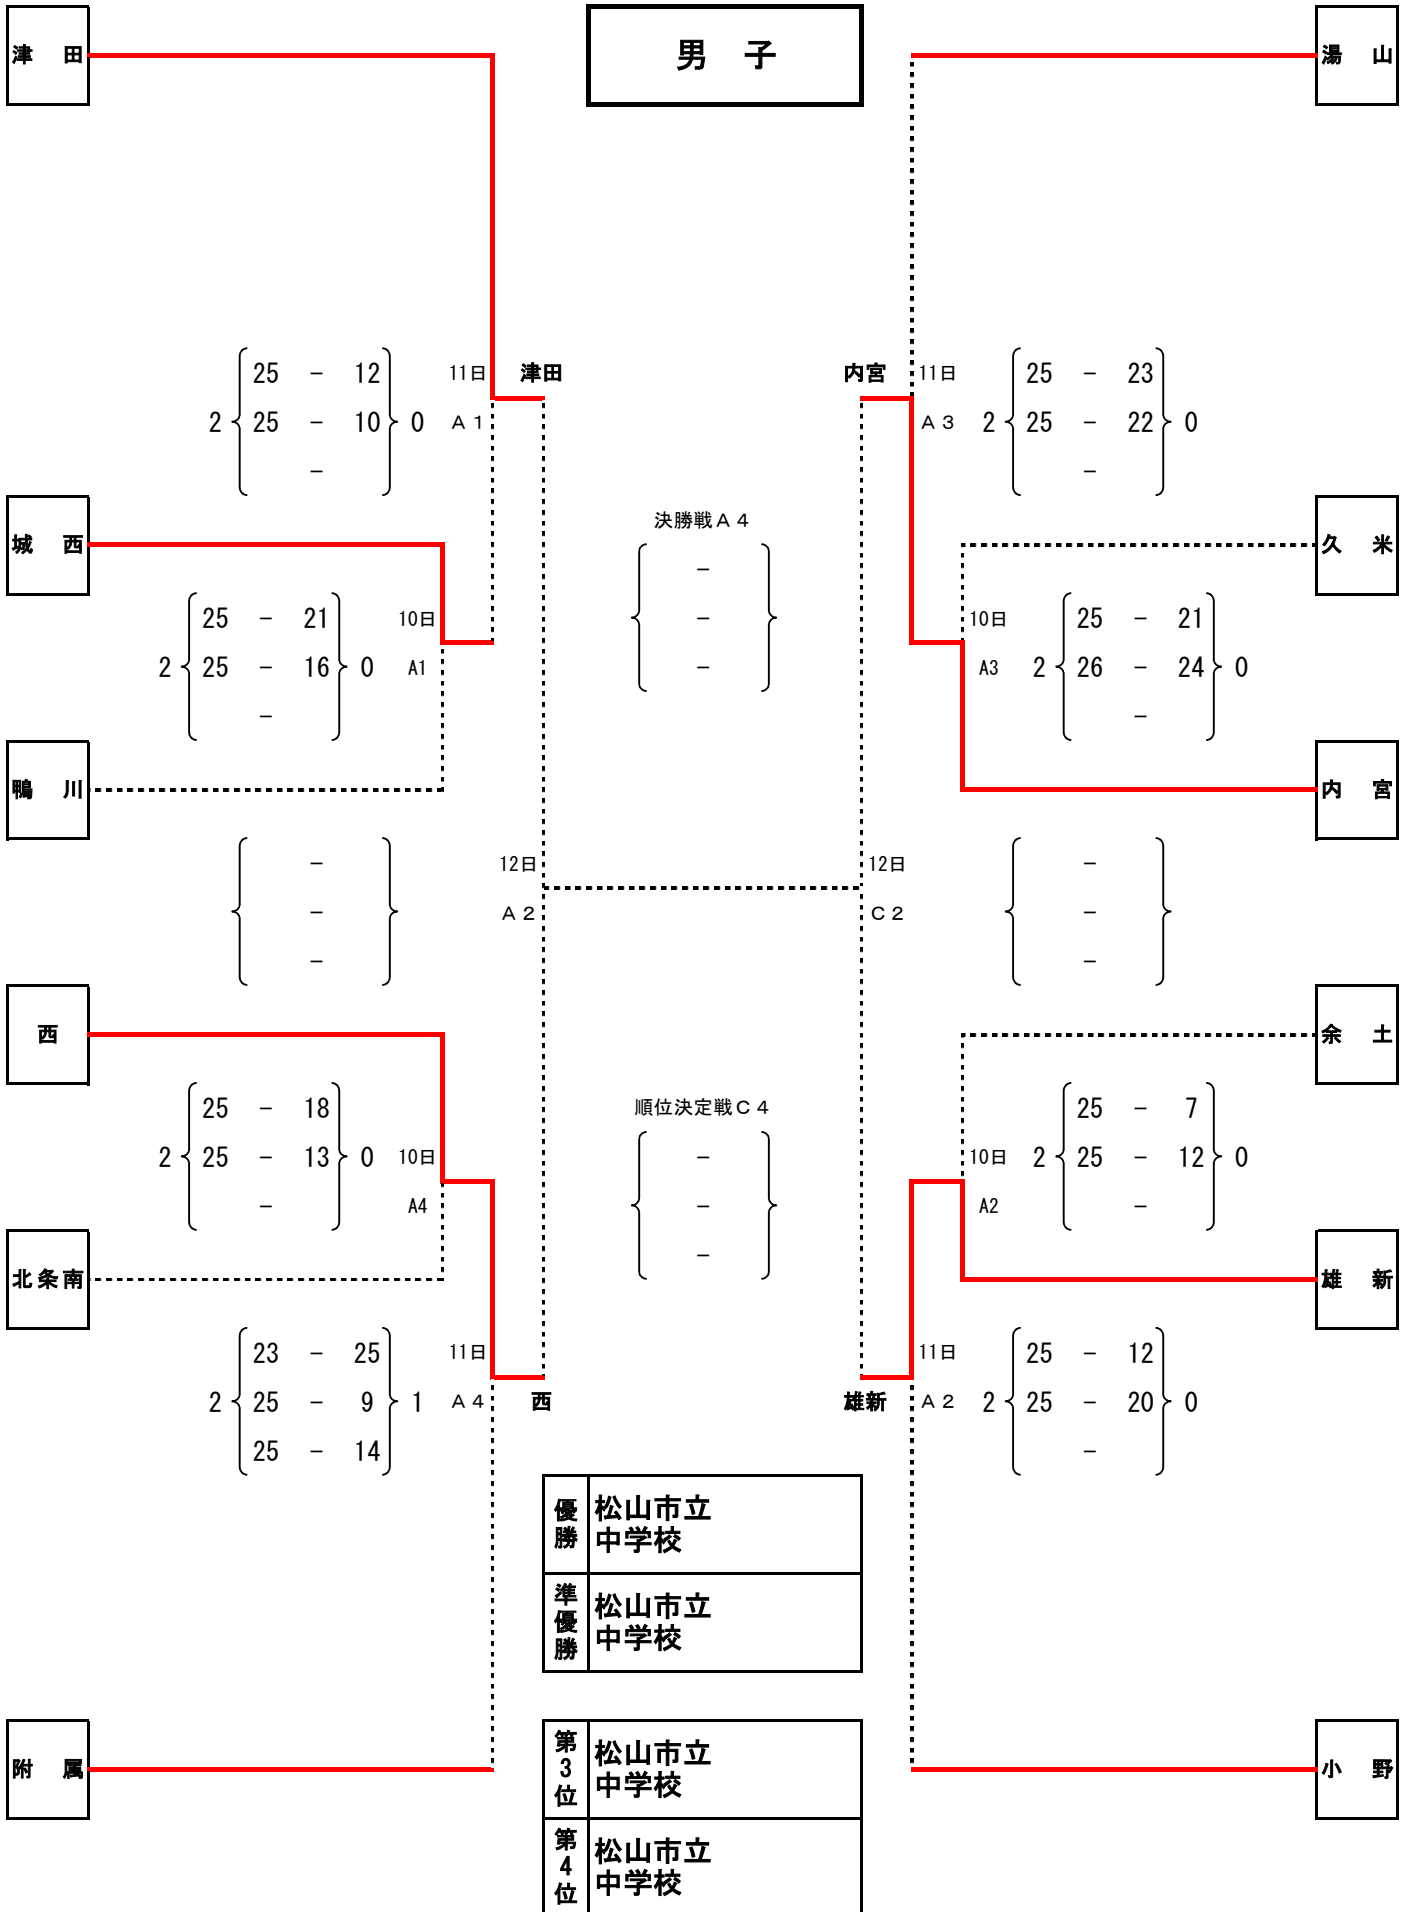 男　子
津　田
湯　山
25 － 12
11日
津田
2 25 － 10 0
A 1
－
内宮
11日
25 － 23
A 3
2 25 － 22 0
－
城　西
決勝戦A 4
－
－
－
久　米
25 － 21
10日
2 25 － 16 0
A1
－
10日
25 － 21
A3
2 26 － 24 0
－
鴨　川
内　宮
－
12日
－
A 2
－
12日
－
C 2
－
－
西
余　土
25 － 18
2 25 － 13 0
10日
－
A4
順位決定戦C 4
－
－
－
25 － 7
10日
2 25 － 12 0
A2
－
北条南
雄　新
23 － 25
11日
2 25 － 9 1
A 4
西
25 － 14
11日
25 － 12
雄新
A 2
2 25 － 20 0
－
優勝
松山市立
中学校
準優勝
松山市立
中学校
附　属
小　野
第3位
松山市立
中学校
第4位
松山市立
中学校